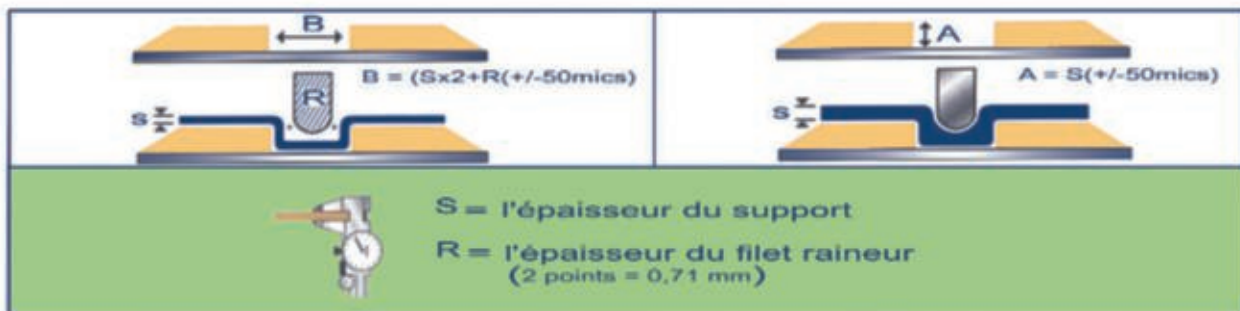 B
B = (Sx2+R(+/-50mics)
R
S
A
A = S(+/-50mics)
S
S = l'épaisseur du support
R = l'épaisseur du filet raineur
(2 points = 0,71 mm)